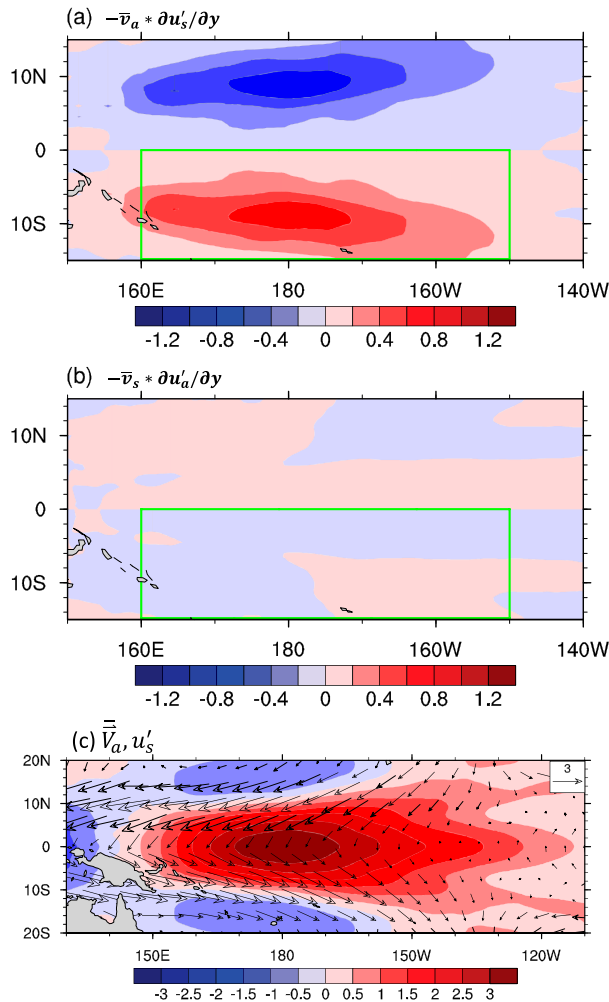 (a) −v̅ₐ * ∂u′ₛ/∂y
10N
0
10S
160E 180 160W 140W
-1.2 -0.8 -0.4 0 0.4 0.8 1.2
(b) −v̅ₛ * ∂u′ₐ/∂y
10N
0
10S
160E 180 160W 140W
-1.2 -0.8 -0.4 0 0.4 0.8 1.2
(c) V̅⃗ₐ, u′ₛ
20N
3
10N
0
10S
20S
150E 180 150W 120W
-3 -2.5 -2 -1.5 -1 -0.5 0 0.5 1 1.5 2 2.5 3